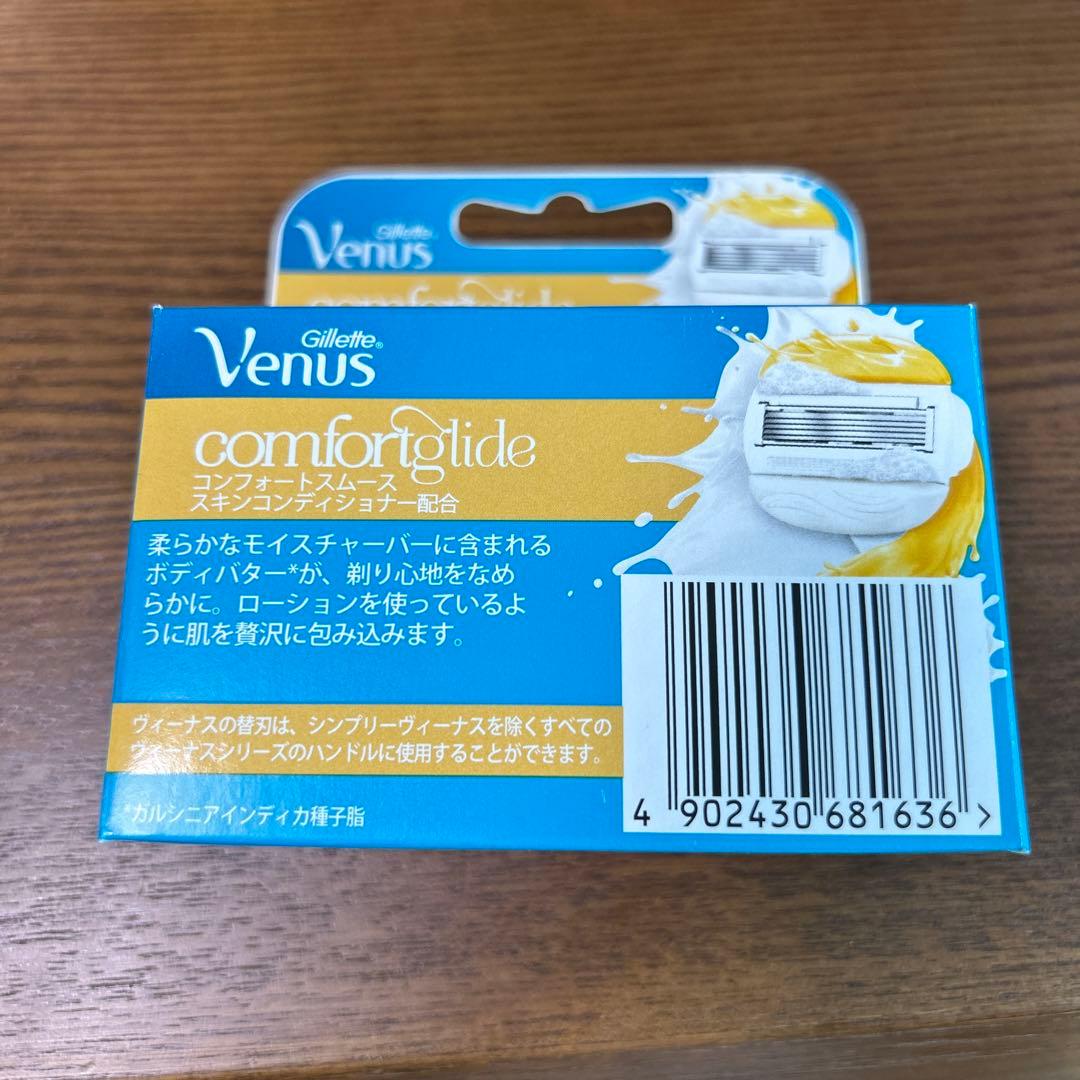 Gillette
Venus
comfortglide
Gillette®
Venus
comfortglide
コンフォートスムース
スキンコンディショナー配合
柔らかなモイスチャーバーに含まれる
ボディバター*が、剃り心地をなめ
らかに。ローションを使っているよ
うに肌を贅沢に包み込みます。
ヴィーナスの替刃は、シンプリーヴィーナスを除くすべての
ヴィーナスシリーズのハンドルに使用することができます。
*ガルシニアインディカ種子脂
4 902430 681636 >